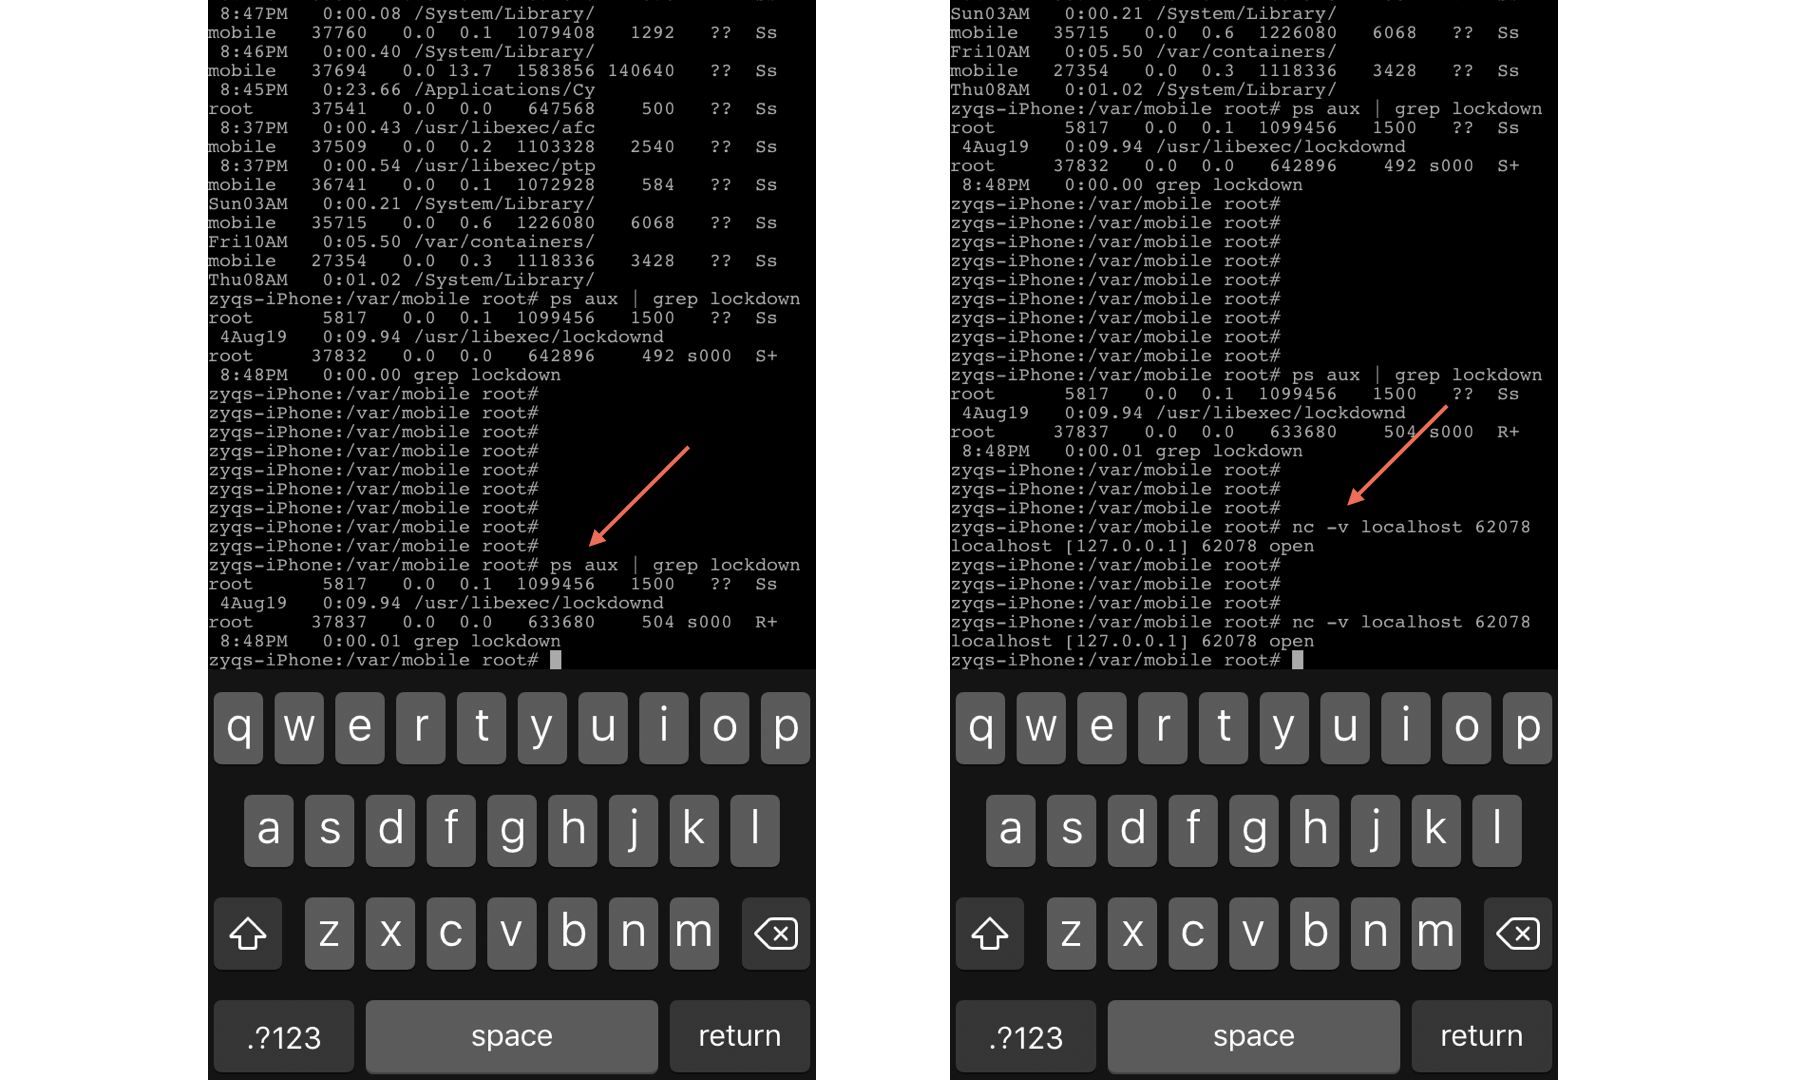 8:47PM   0:00.08 /System/Library/
mobile   37760   0.0  0.1  1079408   1292   ??  Ss
8:46PM   0:00.40 /System/Library/
mobile   37694   0.0 13.7  1583856 140640   ??  Ss
8:45PM   0:23.66 /Applications/Cy
root     37541   0.0  0.0   647568    500   ??  Ss
8:37PM   0:00.43 /usr/libexec/afc
mobile   37509   0.0  0.2  1103328   2540   ??  Ss
8:37PM   0:00.54 /usr/libexec/ptp
mobile   36741   0.0  0.1  1072928    584   ??  Ss
Sun03AM   0:00.21 /System/Library/
mobile   35715   0.0  0.6  1226080   6068   ??  Ss
Fri10AM   0:05.50 /var/containers/
mobile   27354   0.0  0.3  1118336   3428   ??  Ss
Thu08AM   0:01.02 /System/Library/
zyqs-iPhone:/var/mobile root# ps aux | grep lockdown
root      5817   0.0  0.1  1099456   1500   ??  Ss
4Aug19   0:09.94 /usr/libexec/lockdownd
root     37832   0.0  0.0   642896    492 s000  S+
8:48PM   0:00.00 grep lockdown
zyqs-iPhone:/var/mobile root#
zyqs-iPhone:/var/mobile root#
zyqs-iPhone:/var/mobile root#
zyqs-iPhone:/var/mobile root#
zyqs-iPhone:/var/mobile root#
zyqs-iPhone:/var/mobile root#
zyqs-iPhone:/var/mobile root#
zyqs-iPhone:/var/mobile root#
zyqs-iPhone:/var/mobile root#
zyqs-iPhone:/var/mobile root# ps aux | grep lockdown
root      5817   0.0  0.1  1099456   1500   ??  Ss
4Aug19   0:09.94 /usr/libexec/lockdownd
root     37837   0.0  0.0   633680    504 s000  R+
8:48PM   0:00.01 grep lockdown
zyqs-iPhone:/var/mobile root#
q w e r t y u i o p
a s d f g h j k l
z x c v b n m
.?123 space return
Sun03AM   0:00.21 /System/Library/
mobile   35715   0.0  0.6  1226080   6068   ??  Ss
Fri10AM   0:05.50 /var/containers/
mobile   27354   0.0  0.3  1118336   3428   ??  Ss
Thu08AM   0:01.02 /System/Library/
zyqs-iPhone:/var/mobile root# ps aux | grep lockdown
root      5817   0.0  0.1  1099456   1500   ??  Ss
4Aug19   0:09.94 /usr/libexec/lockdownd
root     37832   0.0  0.0   642896    492 s000  S+
8:48PM   0:00.00 grep lockdown
zyqs-iPhone:/var/mobile root#
zyqs-iPhone:/var/mobile root#
zyqs-iPhone:/var/mobile root#
zyqs-iPhone:/var/mobile root#
zyqs-iPhone:/var/mobile root#
zyqs-iPhone:/var/mobile root#
zyqs-iPhone:/var/mobile root#
zyqs-iPhone:/var/mobile root#
zyqs-iPhone:/var/mobile root#
zyqs-iPhone:/var/mobile root# ps aux | grep lockdown
root      5817   0.0  0.1  1099456   1500   ??  Ss
4Aug19   0:09.94 /usr/libexec/lockdownd
root     37837   0.0  0.0   633680    504 s000  R+
8:48PM   0:00.01 grep lockdown
zyqs-iPhone:/var/mobile root#
zyqs-iPhone:/var/mobile root#
zyqs-iPhone:/var/mobile root#
zyqs-iPhone:/var/mobile root# nc -v localhost 62078
localhost [127.0.0.1] 62078 open
zyqs-iPhone:/var/mobile root#
zyqs-iPhone:/var/mobile root#
zyqs-iPhone:/var/mobile root#
zyqs-iPhone:/var/mobile root# nc -v localhost 62078
localhost [127.0.0.1] 62078 open
zyqs-iPhone:/var/mobile root#
q w e r t y u i o p
a s d f g h j k l
z x c v b n m
.?123 space return